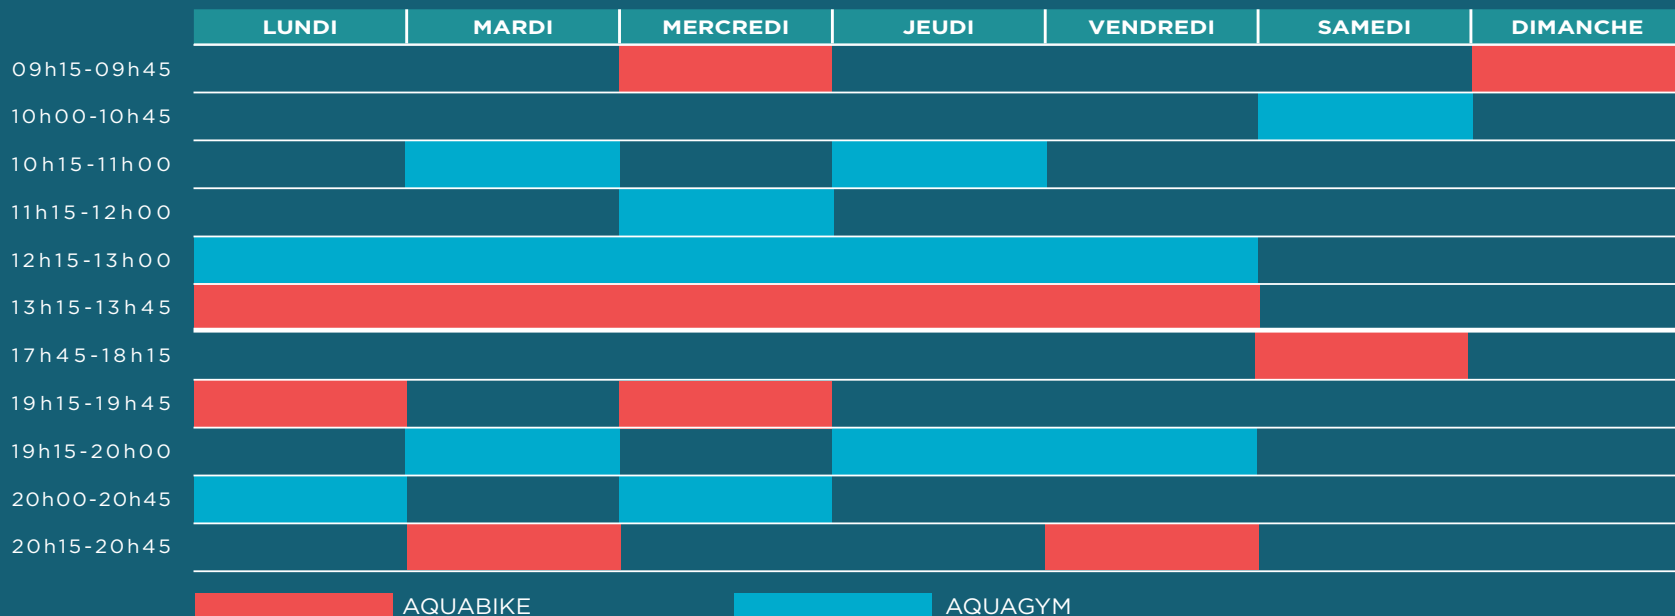 LUNDI MARDI MERCREDI JEUDI VENDREDI SAMEDI DIMANCHE
09h15-09h45
10h00-10h45
10h15-11h00
11h15-12h00
12h15-13h00
13h15-13h45
17h45-18h15
19h15-19h45
19h15-20h00
20h00-20h45
20h15-20h45
AQUABIKE AQUAGYM